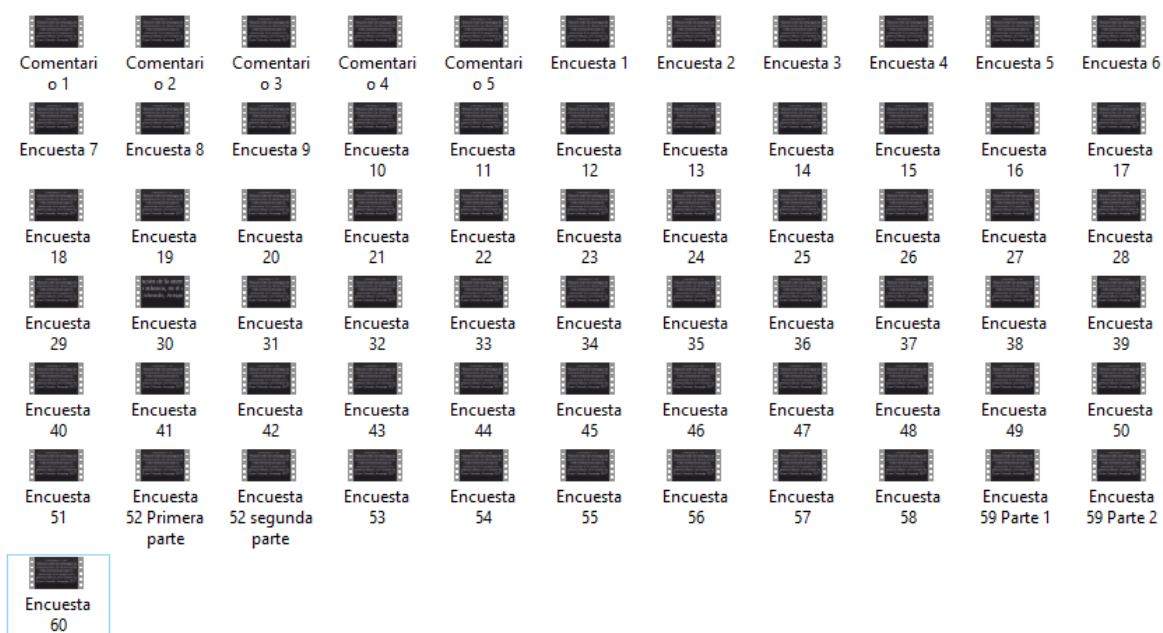 Comentari
o 1
Comentari
o 2
Comentari
o 3
Comentari
o 4
Comentari
o 5
Encuesta 1
Encuesta 2
Encuesta 3
Encuesta 4
Encuesta 5
Encuesta 6
Encuesta 7
Encuesta 8
Encuesta 9
Encuesta
10
Encuesta
11
Encuesta
12
Encuesta
13
Encuesta
14
Encuesta
15
Encuesta
16
Encuesta
17
Encuesta
18
Encuesta
19
Encuesta
20
Encuesta
21
Encuesta
22
Encuesta
23
Encuesta
24
Encuesta
25
Encuesta
26
Encuesta
27
Encuesta
28
Encuesta
29
Encuesta
30
Encuesta
31
Encuesta
32
Encuesta
33
Encuesta
34
Encuesta
35
Encuesta
36
Encuesta
37
Encuesta
38
Encuesta
39
Encuesta
40
Encuesta
41
Encuesta
42
Encuesta
43
Encuesta
44
Encuesta
45
Encuesta
46
Encuesta
47
Encuesta
48
Encuesta
49
Encuesta
50
Encuesta
51
Encuesta
52 Primera
parte
Encuesta
52 segunda
parte
Encuesta
53
Encuesta
54
Encuesta
55
Encuesta
56
Encuesta
57
Encuesta
58
Encuesta
59 Parte 1
Encuesta
59 Parte 2
Encuesta
60